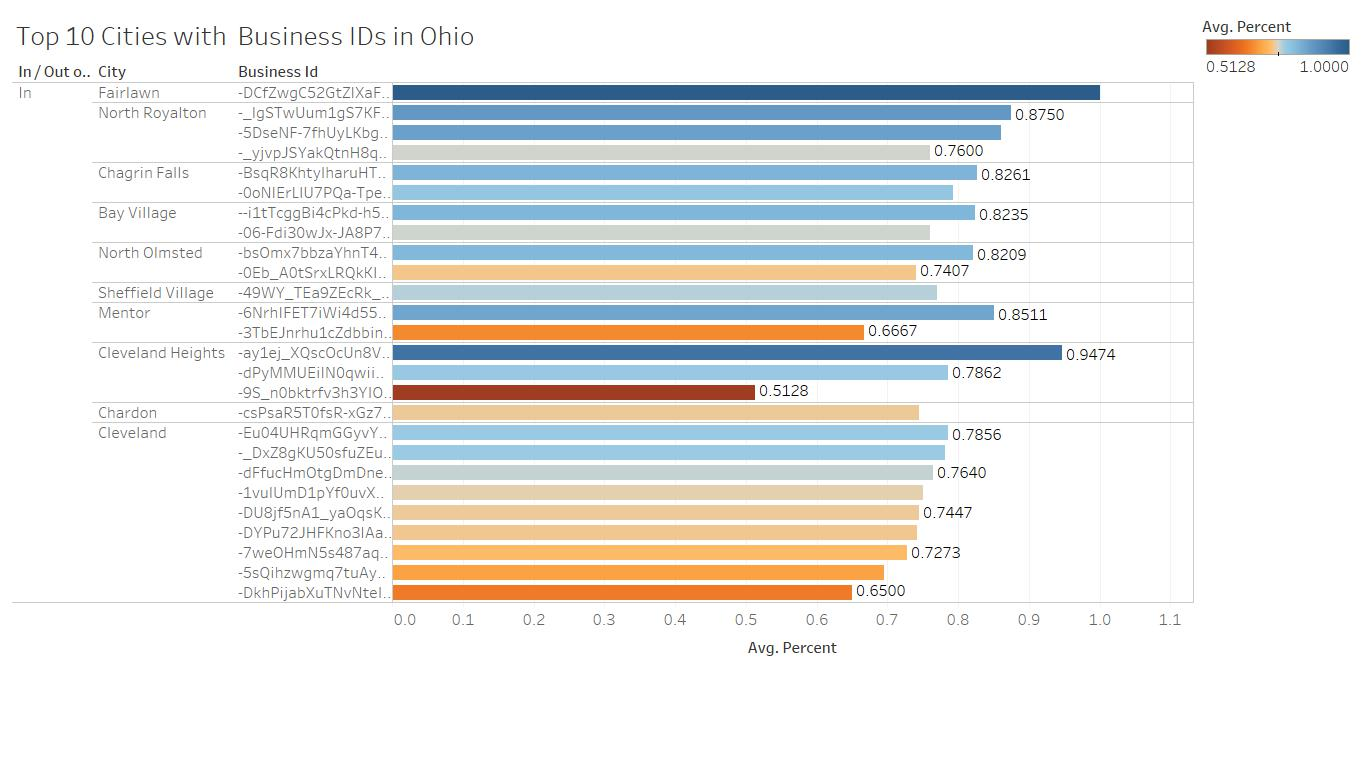 Top 10 Cities with Business IDs in Ohio
Avg. Percent
0.5128 1.0000
In / Out o.. City Business Id
In Fairlawn -DCfZwgC52GtZIXaF..
North Royalton -_IgSTwUum1gS7KF.. 0.8750
-5DseNF-7fhUyLKbg..
-_yjvpJSYakQtnH8q.. 0.7600
Chagrin Falls -BsqR8KhtyIharuHT.. 0.8261
-0oNIErLIU7PQa-Tpe..
Bay Village --i1tTcggBi4cPkd-h5.. 0.8235
-06-Fdi30wJx-JA8P7..
North Olmsted -bsOmx7bbzaYhnT4.. 0.8209
-0Eb_A0tSrxLRQkKI.. 0.7407
Sheffield Village -49WY_TEa9ZEcRk_..
Mentor -6NrhIFET7iWi4d55.. 0.8511
-3TbEJnrhu1cZdbbin.. 0.6667
Cleveland Heights -ay1ej_XQscOcUn8V.. 0.9474
-dPyMMUEiIN0qwii.. 0.7862
-9S_n0bktrfv3h3YIO.. 0.5128
Chardon -csPsaR5T0fsR-xGz7..
Cleveland -Eu04UHRqmGGyvY.. 0.7856
-_DxZ8gKU50sfuZEu..
-dFfucHmOtgDmDne.. 0.7640
-1vuIUmD1pYf0uvX..
-DU8jf5nA1_yaOqsK.. 0.7447
-DYPu72JHFKno3IAa..
-7weOHmN5s487aq.. 0.7273
-5sQihzwgmq7tuAy..
-DkhPijabXuTNvNteI.. 0.6500
0.0 0.1 0.2 0.3 0.4 0.5 0.6 0.7 0.8 0.9 1.0 1.1
Avg. Percent